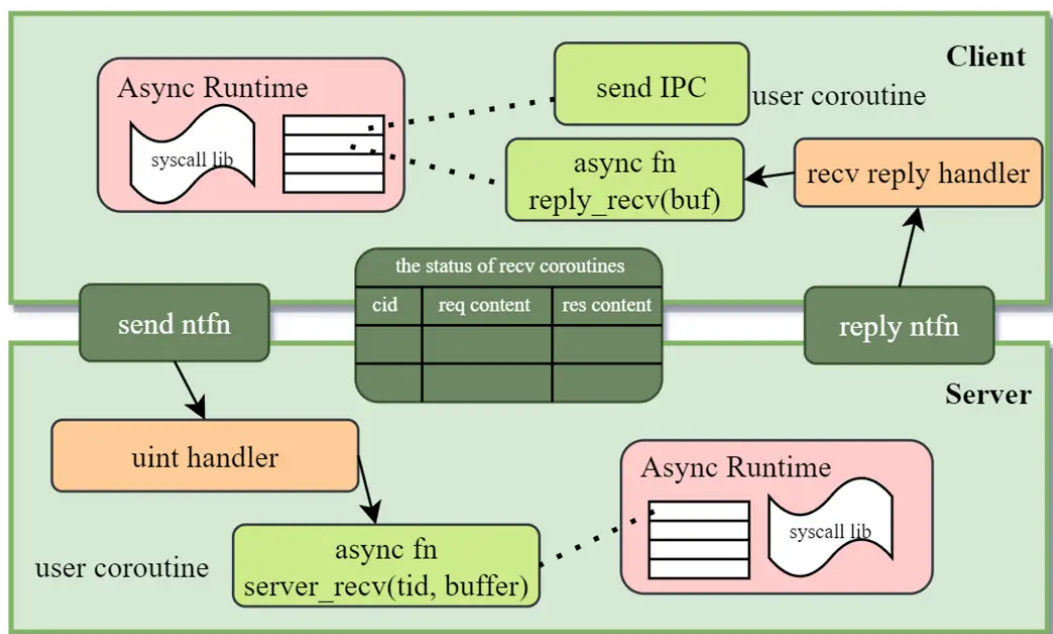 Client
Async Runtime
syscall lib
send IPC
user coroutine
async fn
reply_recv(buf)
recv reply handler
the status of recv coroutines
cid req content res content
send ntfn
reply ntfn
Server
uint handler
Async Runtime
syscall lib
user coroutine
async fn
server_recv(tid, buffer)